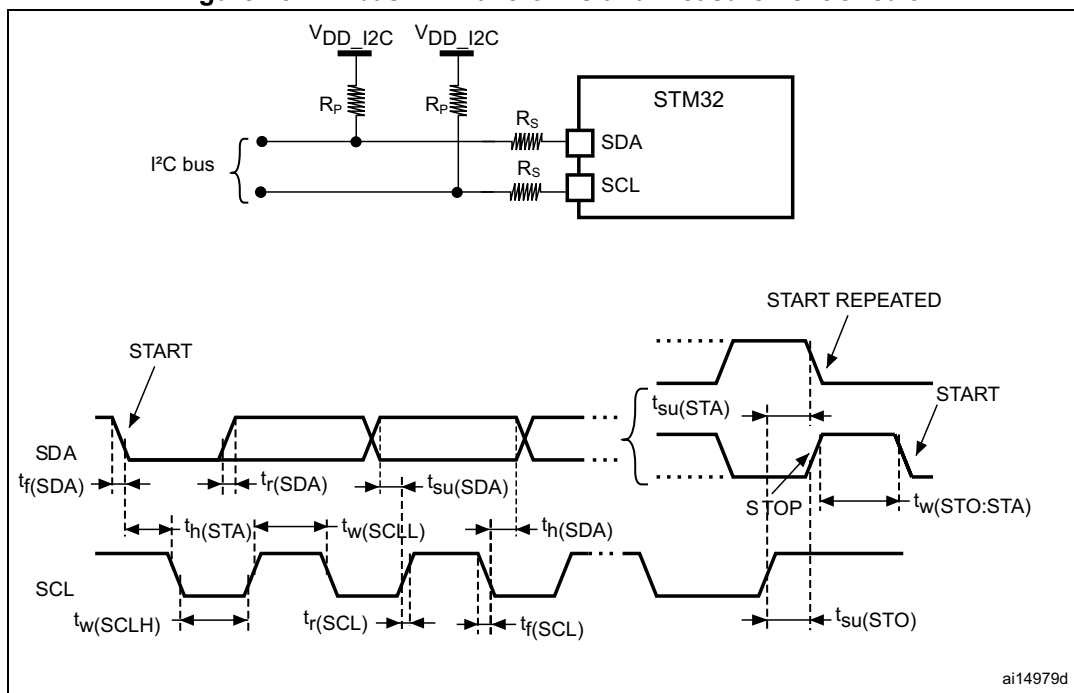 VDD_I2C VDD_I2C
RP RP
STM32
RS
SDA
I²C bus
RS
SCL
START REPEATED
START
START
tsu(STA)
SDA
tf(SDA) tr(SDA) tsu(SDA)
STOP
tw(STO:STA)
th(STA) tw(SCLL) th(SDA)
SCL
tw(SCLH) tr(SCL) tf(SCL) tsu(STO)
ai14979d